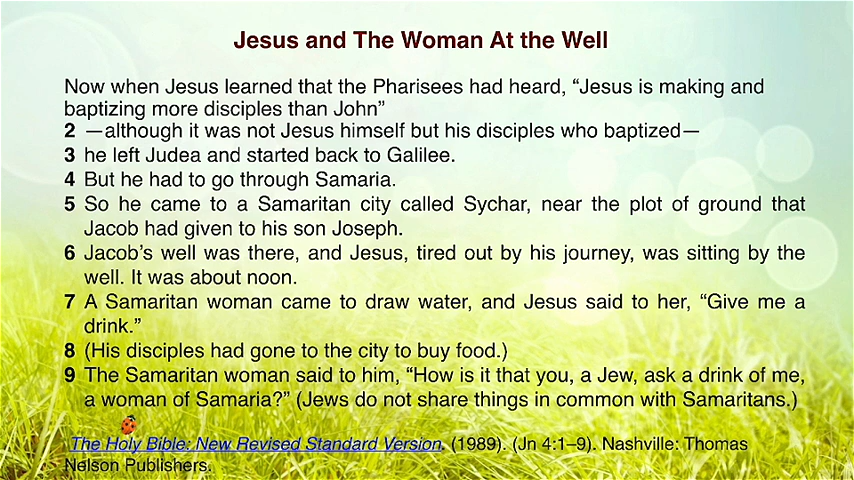 Jesus and The Woman At the Well
Now when Jesus learned that the Pharisees had heard, “Jesus is making and
baptizing more disciples than John”
2 —although it was not Jesus himself but his disciples who baptized—
3 he left Judea and started back to Galilee.
4 But he had to go through Samaria.
5 So he came to a Samaritan city called Sychar, near the plot of ground that
Jacob had given to his son Joseph.
6 Jacob’s well was there, and Jesus, tired out by his journey, was sitting by the
well. It was about noon.
7 A Samaritan woman came to draw water, and Jesus said to her, “Give me a
drink.”
8 (His disciples had gone to the city to buy food.)
9 The Samaritan woman said to him, “How is it that you, a Jew, ask a drink of me,
a woman of Samaria?” (Jews do not share things in common with Samaritans.)
The Holy Bible: New Revised Standard Version. (1989). (Jn 4:1–9). Nashville: Thomas
Nelson Publishers.